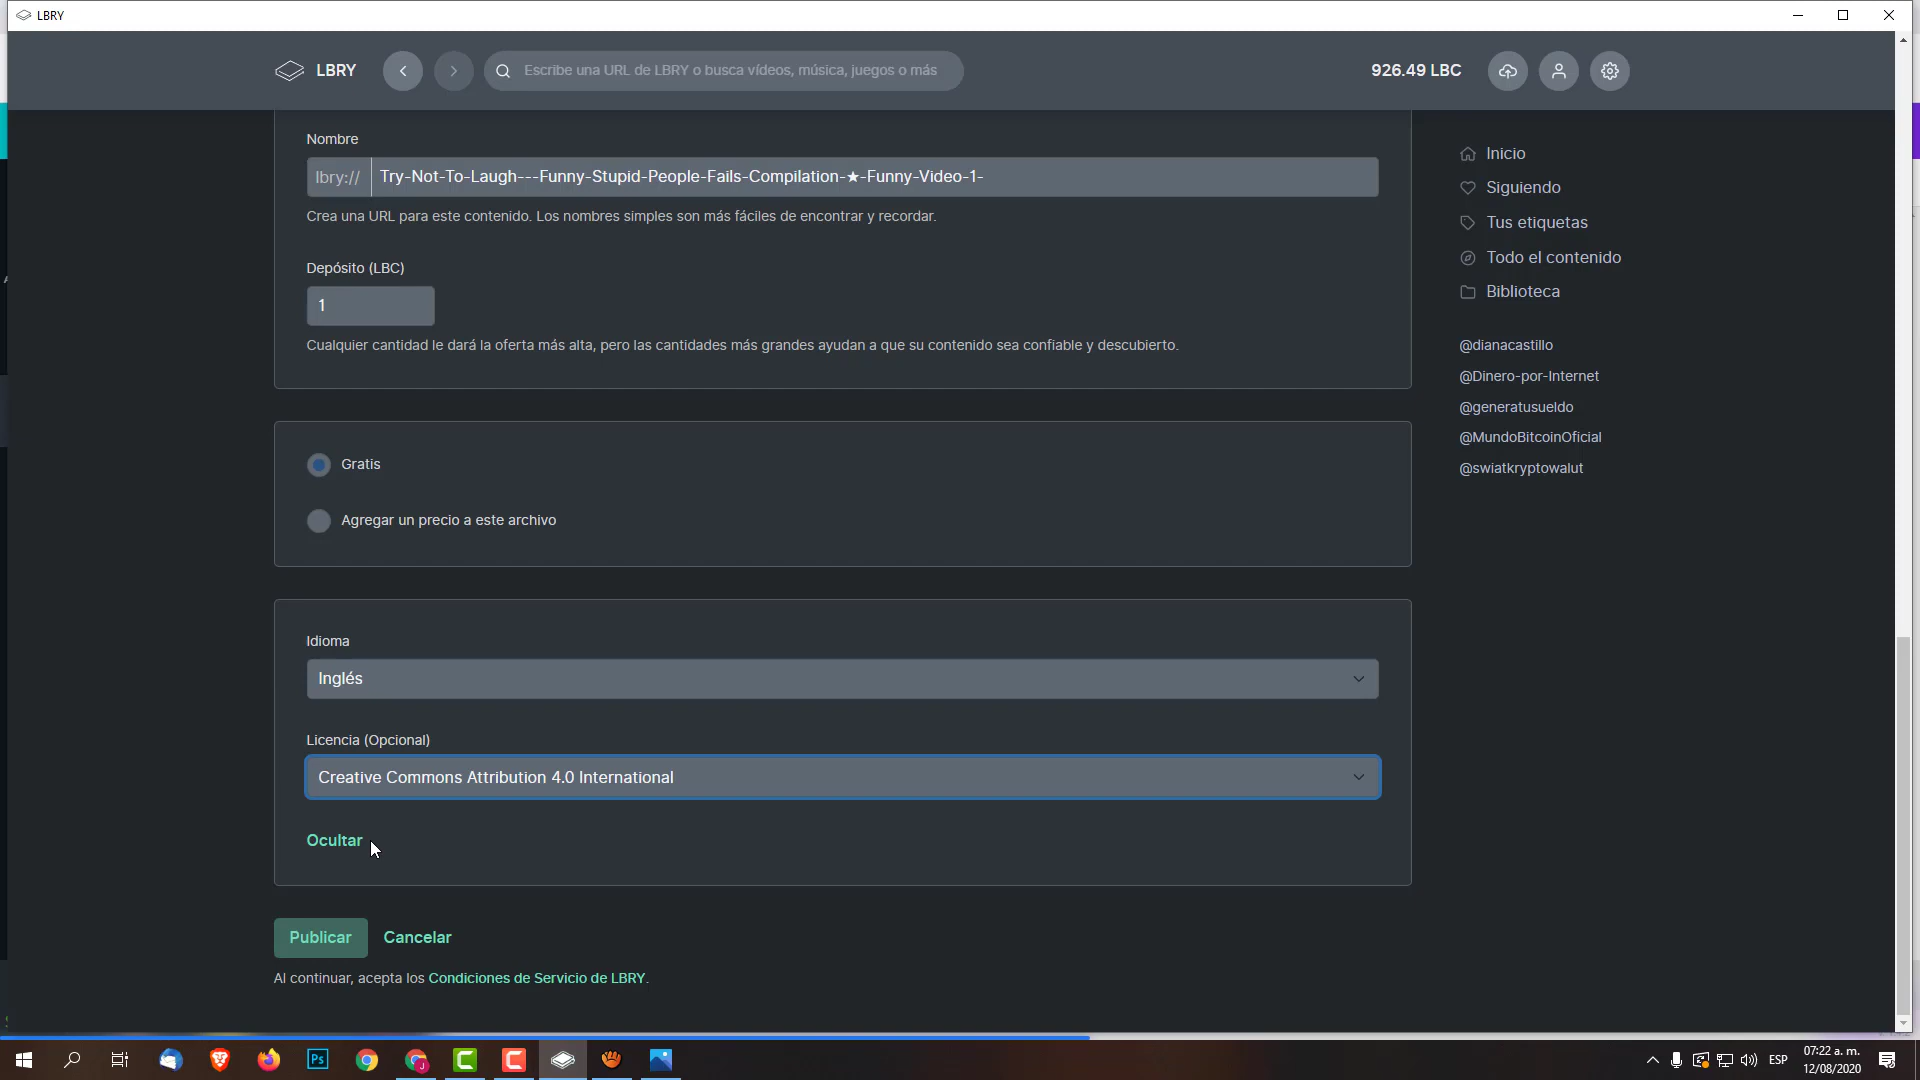 LBRY
LBRY
Escribe una URL de LBRY o busca vídeos, música, juegos o más
926.49 LBC
Nombre
lbry://
Try-Not-To-Laugh---Funny-Stupid-People-Fails-Compilation-★-Funny-Video-1-
Crea una URL para este contenido. Los nombres simples son más fáciles de encontrar y recordar.
Depósito (LBC)
1
Cualquier cantidad le dará la oferta más alta, pero las cantidades más grandes ayudan a que su contenido sea confiable y descubierto.
Gratis
Agregar un precio a este archivo
Idioma
Inglés
Licencia (Opcional)
Creative Commons Attribution 4.0 International
Ocultar
Publicar
Cancelar
Al continuar, acepta los Condiciones de Servicio de LBRY.
Inicio
Siguiendo
Tus etiquetas
Todo el contenido
Biblioteca
@dianacastillo
@Dinero-por-Internet
@generatusueldo
@MundoBitcoinOficial
@swiatkryptowalut
Ps
J
ESP
07:22 a. m.
12/08/2020